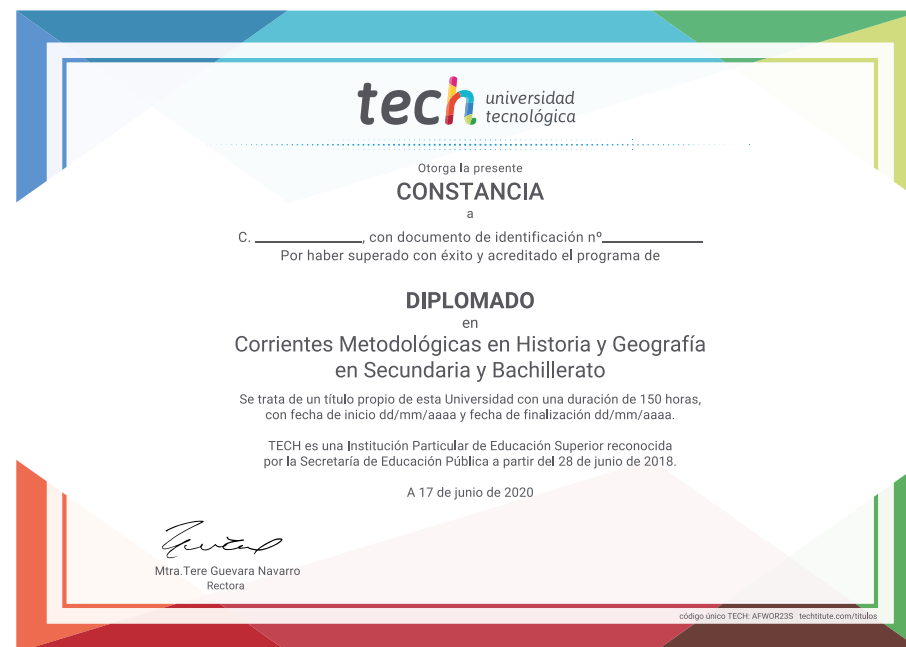 tech universidad
tecnológica
Otorga la presente
CONSTANCIA
a
C. ____________, con documento de identificación nº____________
Por haber superado con éxito y acreditado el programa de
DIPLOMADO
en
Corrientes Metodológicas en Historia y Geografía
en Secundaria y Bachillerato
Se trata de un título propio de esta Universidad con una duración de 150 horas,
con fecha de inicio dd/mm/aaaa y fecha de finalización dd/mm/aaaa.
TECH es una Institución Particular de Educación Superior reconocida
por la Secretaría de Educación Pública a partir del 28 de junio de 2018.
A 17 de junio de 2020
Mtra.Tere Guevara Navarro
Rectora
código único TECH: AFWOR23S techtitute.com/titulos